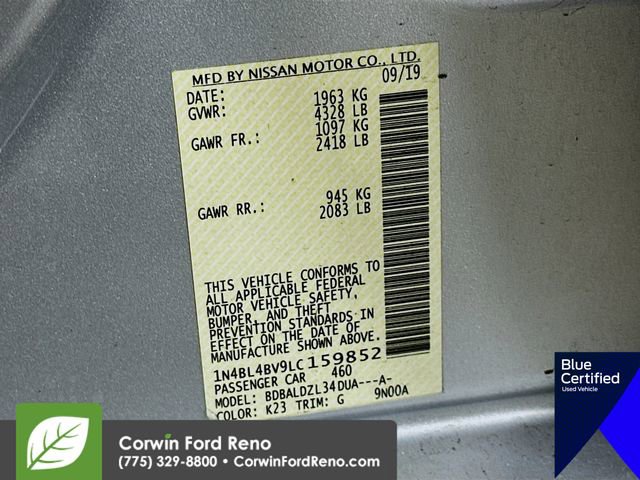 MFD BY NISSAN MOTOR CO., LTD.
DATE: 09/19
GVWR: 1963 KG
4328 LB
GAWR FR.: 1097 KG
2418 LB
GAWR RR.: 945 KG
2083 LB
THIS VEHICLE CONFORMS TO
ALL APPLICABLE FEDERAL
MOTOR VEHICLE SAFETY,
BUMPER, AND THEFT
PREVENTION STANDARDS IN
EFFECT ON THE DATE OF
MANUFACTURE SHOWN ABOVE.
1N4BL4BV9LC159852
PASSENGER CAR 460
MODEL: BDBALDZL34DUA---A-
COLOR: K23 TRIM: G 9N00A
Blue
Certified
Used Vehicle
Corwin Ford Reno
(775) 329-8800 • CorwinFordReno.com